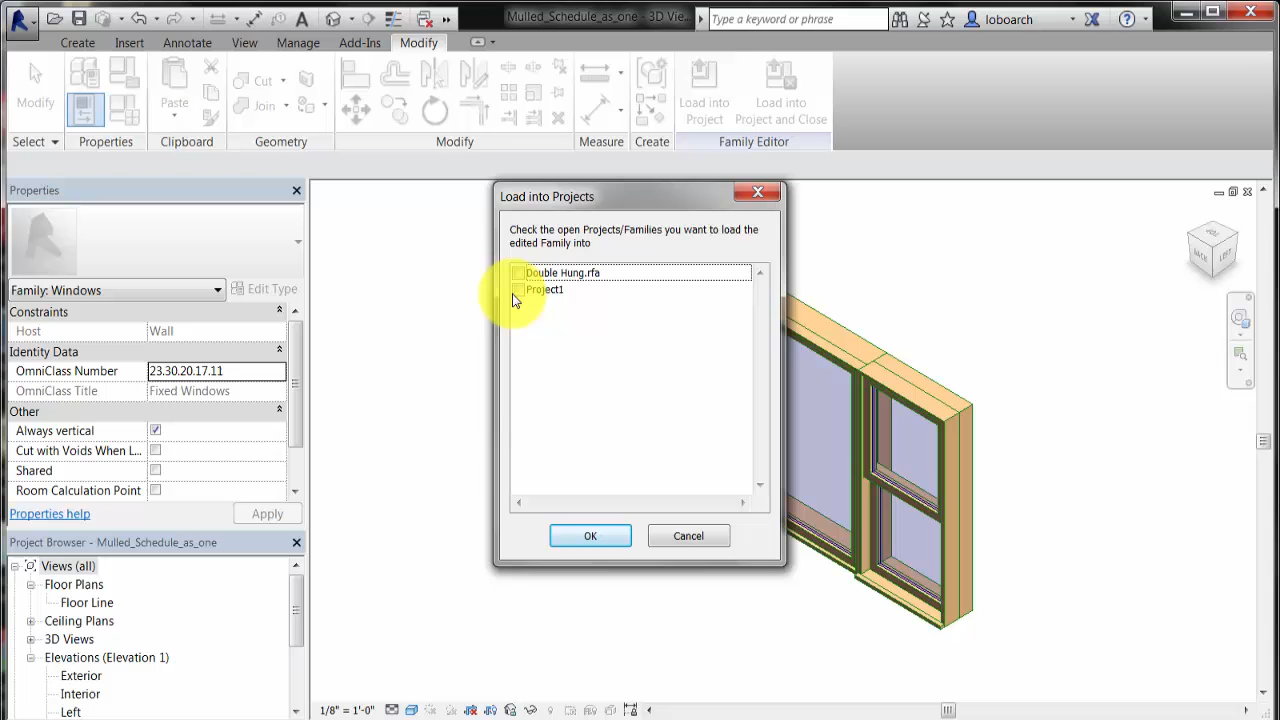 Mulled_Schedule_as_one - 3D Vie...
Type a keyword or phrase
loboarch
Create
Insert
Annotate
View
Manage
Add-Ins
Modify
Modify
Paste
Cut
Join
Load into
Project
Load into
Project and Close
Select
Properties
Clipboard
Geometry
Modify
Measure
Create
Family Editor
Properties
Family: Windows
Edit Type
Constraints
Host
Wall
Identity Data
OmniClass Number
23.30.20.17.11
OmniClass Title
Fixed Windows
Other
Always vertical
Cut with Voids When L...
Shared
Room Calculation Point
Properties help
Apply
Project Browser - Mulled_Schedule_as_one
Views (all)
Floor Plans
Floor Line
Ceiling Plans
3D Views
Elevations (Elevation 1)
Exterior
Interior
Left
Load into Projects
Check the open Projects/Families you want to load the
edited Family into
Double Hung.rfa
Project1
OK
Cancel
BACK
LEFT
1/8" = 1'-0"